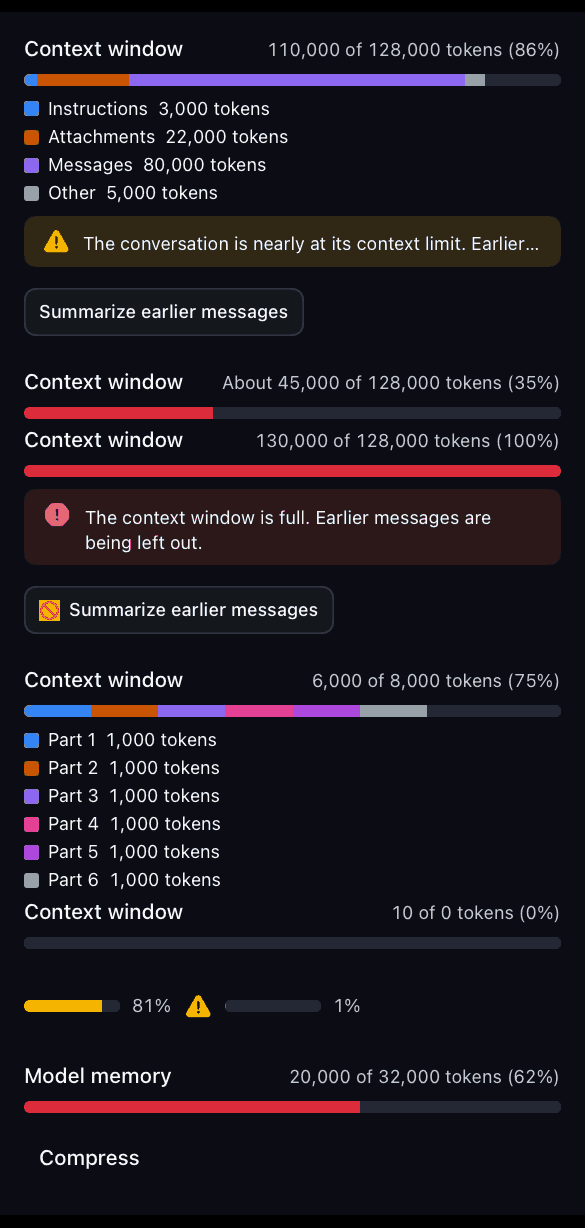 Context window 110,000 of 128,000 tokens (86%)
Instructions 3,000 tokens
Attachments 22,000 tokens
Messages 80,000 tokens
Other 5,000 tokens
The conversation is nearly at its context limit. Earlier...
Summarize earlier messages
Context window About 45,000 of 128,000 tokens (35%)
Context window 130,000 of 128,000 tokens (100%)
The context window is full. Earlier messages are
being left out.
Summarize earlier messages
Context window 6,000 of 8,000 tokens (75%)
Part 1 1,000 tokens
Part 2 1,000 tokens
Part 3 1,000 tokens
Part 4 1,000 tokens
Part 5 1,000 tokens
Part 6 1,000 tokens
Context window 10 of 0 tokens (0%)
81% 1%
Model memory 20,000 of 32,000 tokens (62%)
Compress